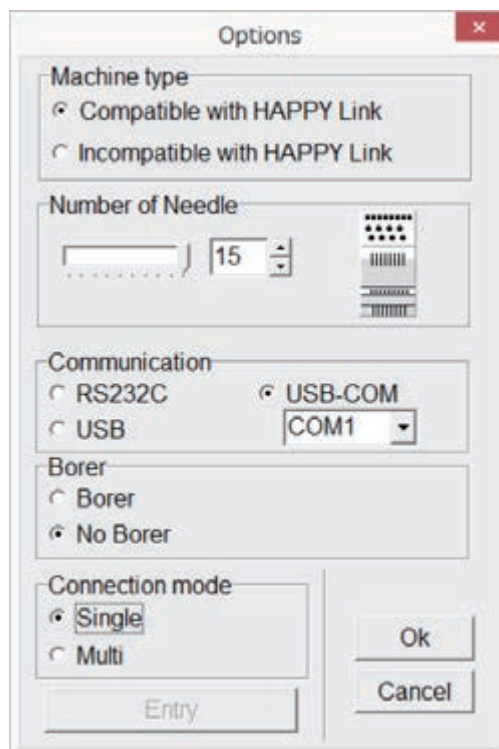 Options
Machine type
Compatible with HAPPY Link
Incompatible with HAPPY Link
Number of Needle
15
Communication
RS232C
USB-COM
USB
COM1
Borer
Borer
No Borer
Connection mode
Single
Multi
Ok
Entry
Cancel